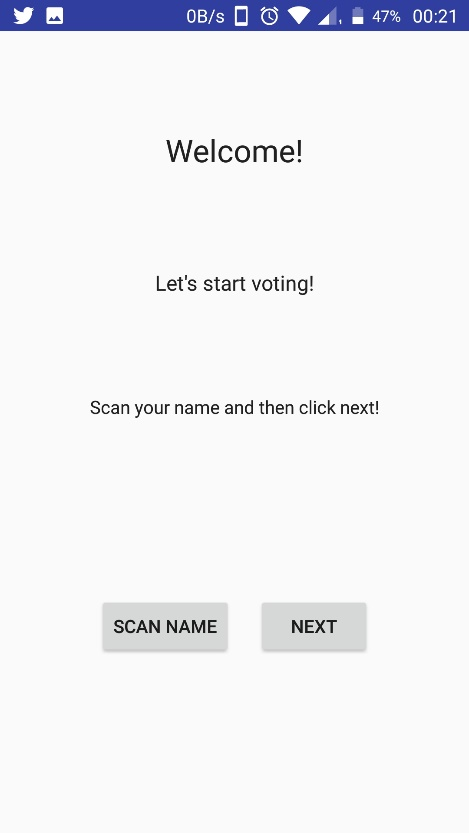 0B/s 47% 00:21
Welcome!
Let's start voting!
Scan your name and then click next!
SCAN NAME NEXT